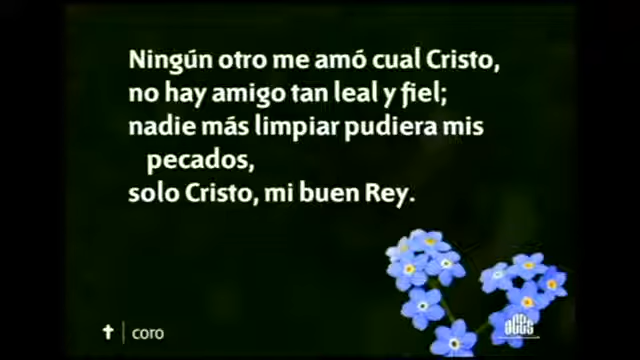 Ningún otro me amó cual Cristo,
no hay amigo tan leal y fiel;
nadie más limpiar pudiera mis
pecados,
solo Cristo, mi buen Rey.
coro